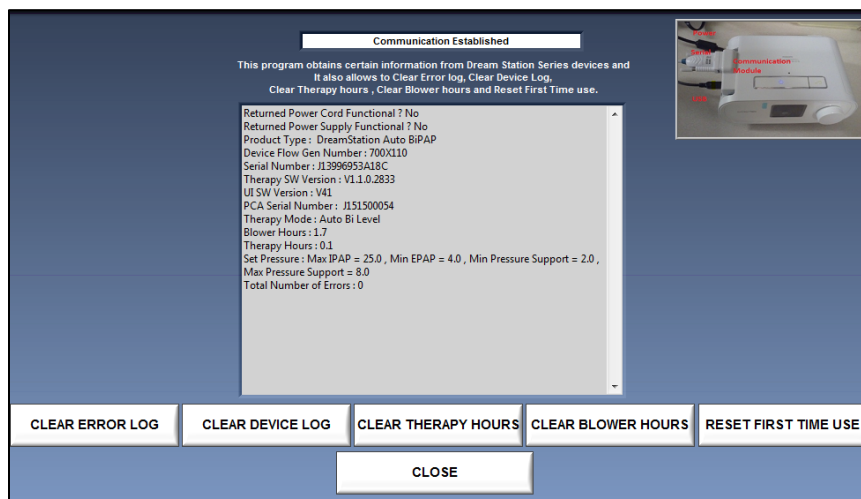 Communication Established
This program obtains certain information from Dream Station Series devices and
It also allows to Clear Error log, Clear Device Log,
Clear Therapy hours , Clear Blower hours and Reset First Time use.
Power
Serial
Communication
Module
Returned Power Cord Functional ? No
Returned Power Supply Functional ? No
Product Type :  DreamStation Auto BiPAP
Device Flow Gen Number : 700X110
Serial Number : J13996953A18C
Therapy SW Version : V1.1.0.2833
UI SW Version : V41
PCA Serial Number :  J151500054
Therapy Mode : Auto Bi Level
Blower Hours : 1.7
Therapy Hours : 0.1
Set Pressure : Max IPAP = 25.0 , Min EPAP = 4.0 , Min Pressure Support = 2.0 ,
Max Pressure Support = 8.0
Total Number of Errors : 0
CLEAR ERROR LOG
CLEAR DEVICE LOG
CLEAR THERAPY HOURS
CLEAR BLOWER HOURS
RESET FIRST TIME USE
CLOSE